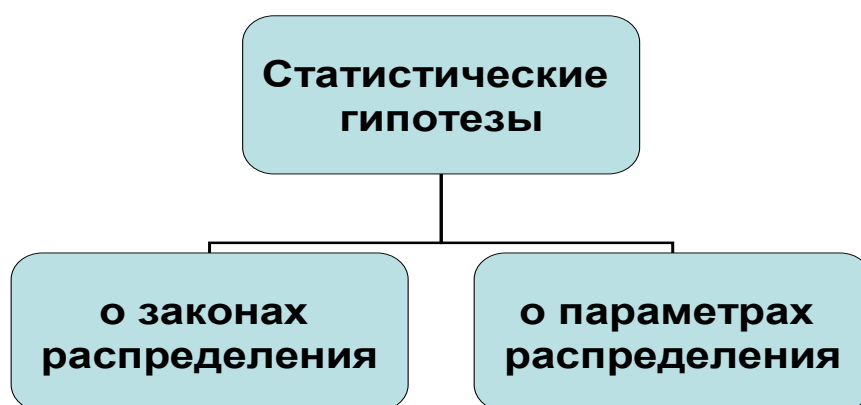 Статистические
гипотезы
о законах
распределения
о параметрах
распределения